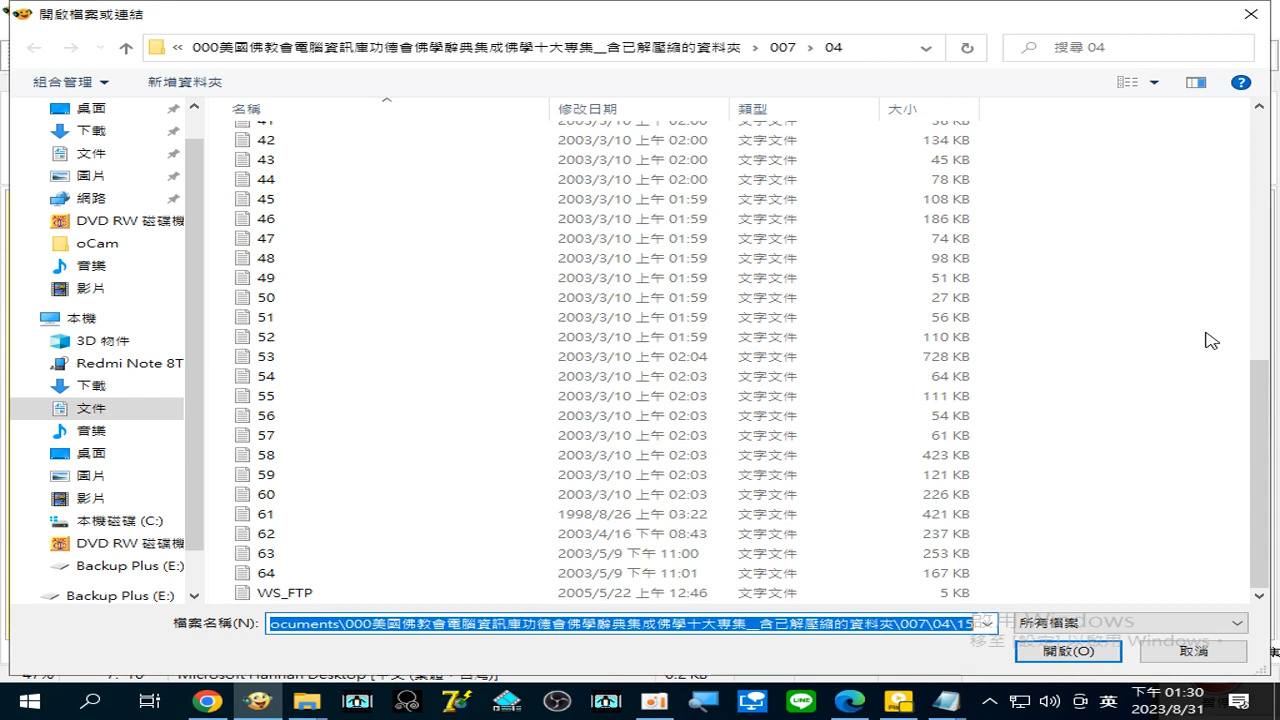 開啟檔案或連結
« 000美國佛教會電腦資訊庫功德會佛學辭典集成佛學十大專集__含已解壓縮的資料夾 › 007 › 04
搜尋 04
組合管理 新增資料夾
名稱 修改日期 類型 大小
桌面
下載
文件
圖片
網路
DVD RW 磁碟機
oCam
音樂
影片
本機
3D 物件
Redmi Note 8T
下載
文件
音樂
桌面
圖片
影片
本機磁碟 (C:)
DVD RW 磁碟機
Backup Plus (E:)
Backup Plus (E:)
41 2003/3/10 上午 02:00 文字文件 58 KB
42 2003/3/10 上午 02:00 文字文件 134 KB
43 2003/3/10 上午 02:00 文字文件 45 KB
44 2003/3/10 上午 02:00 文字文件 78 KB
45 2003/3/10 上午 01:59 文字文件 108 KB
46 2003/3/10 上午 01:59 文字文件 186 KB
47 2003/3/10 上午 01:59 文字文件 74 KB
48 2003/3/10 上午 01:59 文字文件 98 KB
49 2003/3/10 上午 01:59 文字文件 51 KB
50 2003/3/10 上午 01:59 文字文件 27 KB
51 2003/3/10 上午 01:59 文字文件 56 KB
52 2003/3/10 上午 01:59 文字文件 110 KB
53 2003/3/10 上午 02:04 文字文件 728 KB
54 2003/3/10 上午 02:03 文字文件 64 KB
55 2003/3/10 上午 02:03 文字文件 111 KB
56 2003/3/10 上午 02:03 文字文件 54 KB
57 2003/3/10 上午 02:03 文字文件 61 KB
58 2003/3/10 上午 02:03 文字文件 423 KB
59 2003/3/10 上午 02:03 文字文件 121 KB
60 2003/3/10 上午 02:03 文字文件 226 KB
61 1998/8/26 上午 03:22 文字文件 421 KB
62 2003/4/16 下午 08:43 文字文件 237 KB
63 2003/5/9 下午 11:00 文字文件 253 KB
64 2003/5/9 下午 11:01 文字文件 167 KB
WS_FTP 2005/5/22 上午 12:46 文字文件 5 KB
檔案名稱(N): ocuments\000美國佛教會電腦資訊庫功德會佛學辭典集成佛學十大專集__含已解壓縮的資料夾\007\04\15 所有檔案
啟用 Windows
移至 [設定] 以啟用 Windows。
開啟(O) 取消
英 下午 01:30
2023/8/31